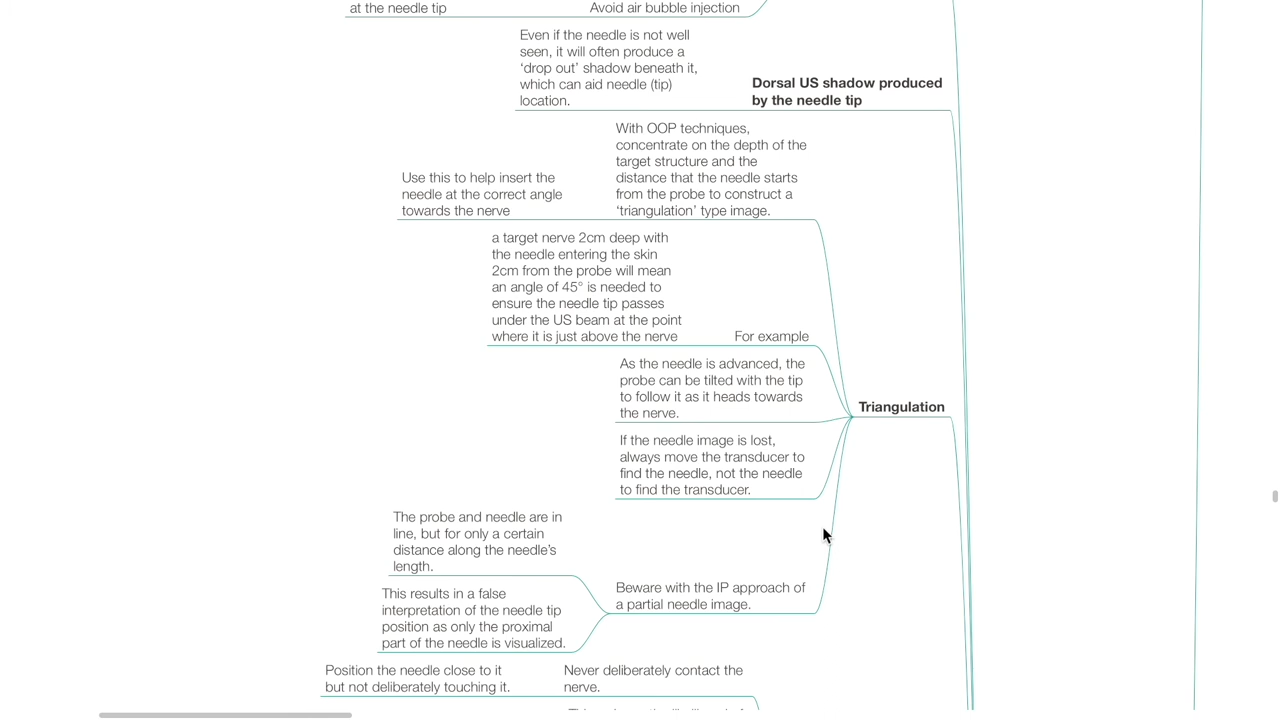 at the needle tip
Avoid air bubble injection
Even if the needle is not well
seen, it will often produce a
‘drop out’ shadow beneath it,
which can aid needle (tip)
location.
Dorsal US shadow produced
by the needle tip
With OOP techniques,
concentrate on the depth of the
target structure and the
distance that the needle starts
from the probe to construct a
‘triangulation’ type image.
Use this to help insert the
needle at the correct angle
towards the nerve
a target nerve 2cm deep with
the needle entering the skin
2cm from the probe will mean
an angle of 45° is needed to
ensure the needle tip passes
under the US beam at the point
where it is just above the nerve
For example
As the needle is advanced, the
probe can be tilted with the tip
to follow it as it heads towards
the nerve.
Triangulation
If the needle image is lost,
always move the transducer to
find the needle, not the needle
to find the transducer.
The probe and needle are in
line, but for only a certain
distance along the needle’s
length.
Beware with the IP approach of
a partial needle image.
This results in a false
interpretation of the needle tip
position as only the proximal
part of the needle is visualized.
Position the needle close to it
but not deliberately touching it.
Never deliberately contact the
nerve.